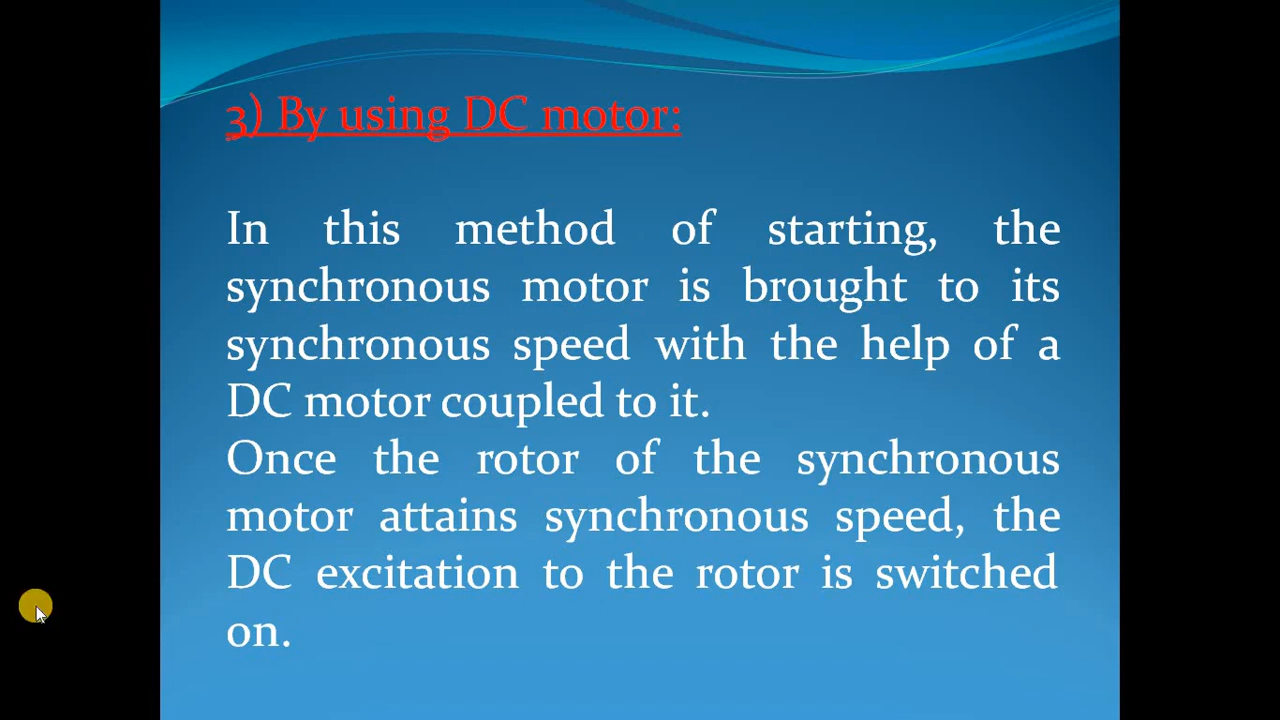 3) By using DC motor:
In this method of starting, the
synchronous motor is brought to its
synchronous speed with the help of a
DC motor coupled to it.
Once the rotor of the synchronous
motor attains synchronous speed, the
DC excitation to the rotor is switched
on.